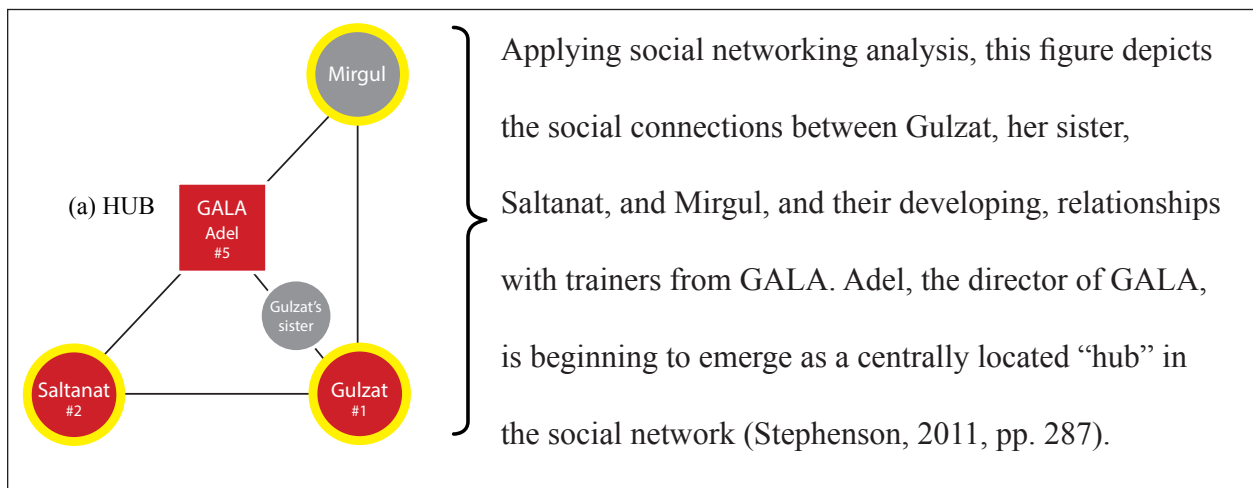 Mirgul
(a) HUB
GALA
Adel
#5
Gulzat's
sister
Saltanat
#2
Gulzat
#1
Applying social networking analysis, this figure depicts
the social connections between Gulzat, her sister,
Saltanat, and Mirgul, and their developing, relationships
with trainers from GALA. Adel, the director of GALA,
is beginning to emerge as a centrally located “hub” in
the social network (Stephenson, 2011, pp. 287).